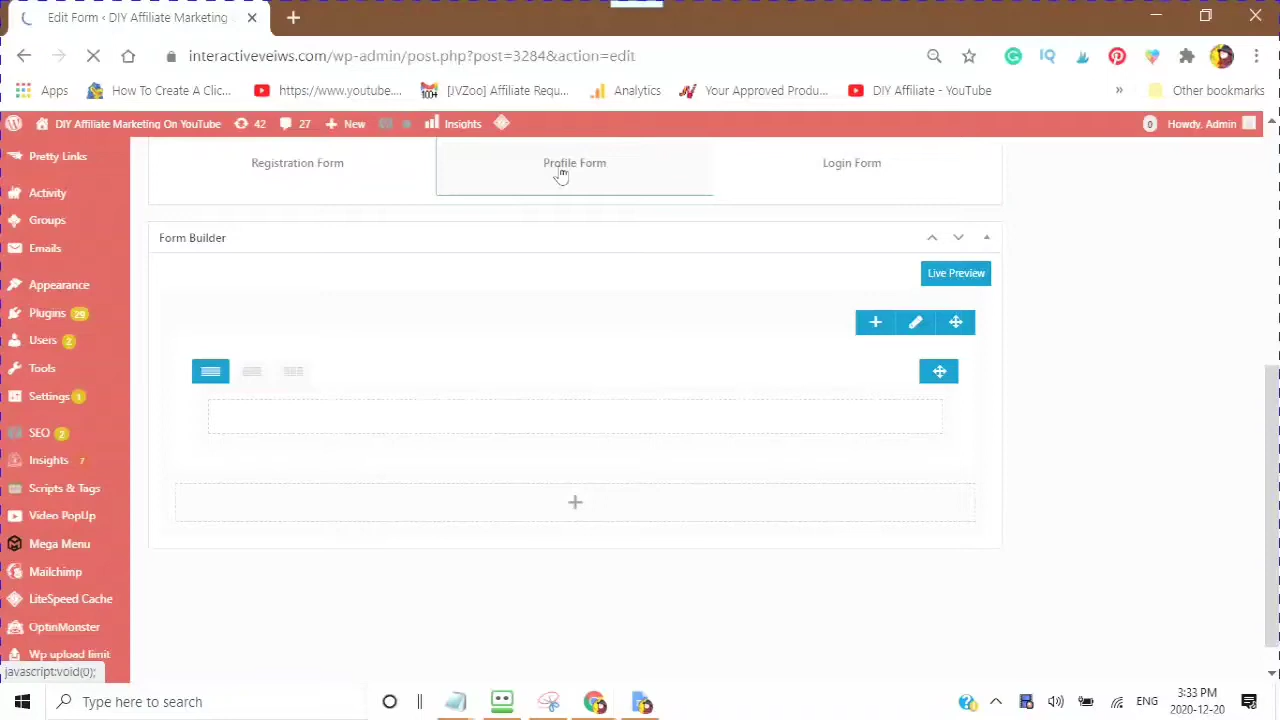 Edit Form ‹ DIY Affiliate Marketing
interactiveveiws.com/wp-admin/post.php?post=3284&action=edit
Apps
How To Create A Clic...
https://www.youtube....
[JVZoo] Affiliate Requ...
Analytics
Your Approved Produ...
DIY Affiliate - YouTube
»
Other bookmarks
DIY Affiliate Marketing On YouTube
42
27
New
Insights
0
Howdy, Admin
Pretty Links
Activity
Groups
Emails
Appearance
Plugins 29
Users 2
Tools
Settings 1
SEO 2
Insights 7
Scripts & Tags
Video PopUp
Mega Menu
Mailchimp
LiteSpeed Cache
OptinMonster
Wp upload limit
javascript:void(0);
Registration Form
Profile Form
Login Form
Form Builder
Live Preview
Type here to search
ENG
3:33 PM
2020-12-20